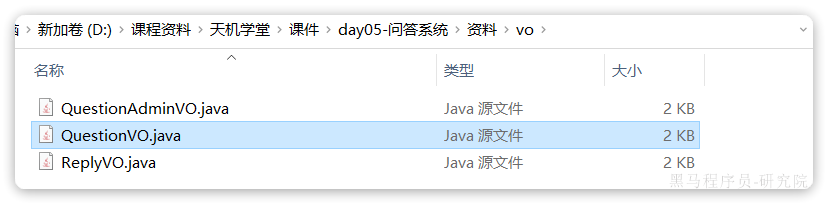 新加卷 (D:) > 课程资料 > 天机学堂 > 课件 > day05-问答系统 > 资料 > vo >
名称 类型 大小
QuestionAdminVO.java Java 源文件 2 KB
QuestionVO.java Java 源文件 2 KB
ReplyVO.java Java 源文件 2 KB
黑马程序员-研究院